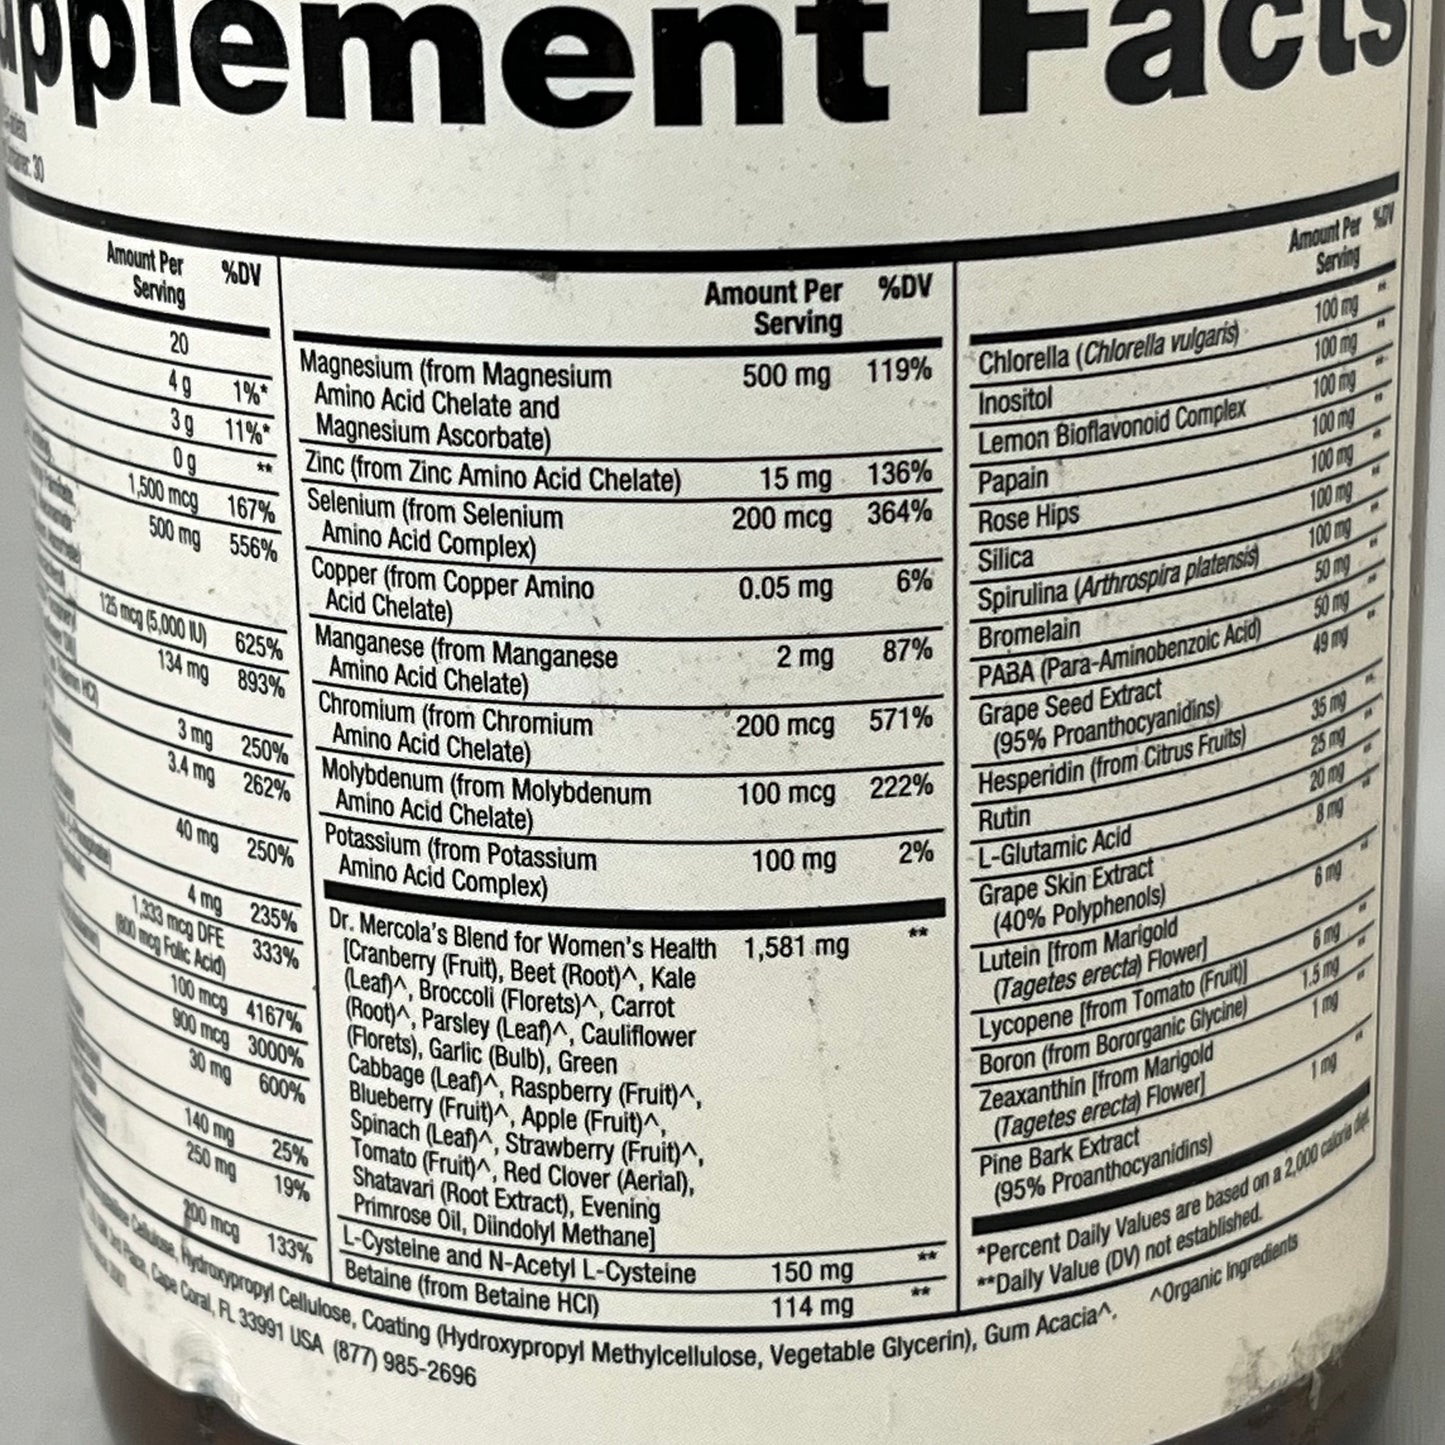 upplement Facts
30
Amount Per
Serving
%DV
20
4 g 1%*
3 g 11%*
0 g **
1,500 mcg 167%
500 mg 556%
125 mcg (5,000 IU) 625%
134 mg 893%
3 mg 250%
3.4 mg 262%
40 mg 250%
4 mg 235%
1,333 mcg DFE 333%
(800 mcg Folic Acid)
100 mcg 4167%
900 mcg 3000%
30 mg 600%
140 mg 25%
250 mg 19%
200 mcg 133%
Amount Per %DV
Serving
Magnesium (from Magnesium 500 mg 119%
Amino Acid Chelate and
Magnesium Ascorbate)
Zinc (from Zinc Amino Acid Chelate) 15 mg 136%
Selenium (from Selenium 200 mcg 364%
Amino Acid Complex)
Copper (from Copper Amino 0.05 mg 6%
Acid Chelate)
Manganese (from Manganese 2 mg 87%
Amino Acid Chelate)
Chromium (from Chromium 200 mcg 571%
Amino Acid Chelate)
Molybdenum (from Molybdenum 100 mcg 222%
Amino Acid Chelate)
Potassium (from Potassium 100 mg 2%
Amino Acid Complex)
Dr. Mercola's Blend for Women's Health 1,581 mg **
[Cranberry (Fruit), Beet (Root)^, Kale
(Leaf)^, Broccoli (Florets)^, Carrot
(Root)^, Parsley (Leaf)^, Cauliflower
(Florets), Garlic (Bulb), Green
Cabbage (Leaf)^, Raspberry (Fruit)^,
Blueberry (Fruit)^, Apple (Fruit)^,
Spinach (Leaf)^, Strawberry (Fruit)^,
Tomato (Fruit)^, Red Clover (Aerial),
Shatavari (Root Extract), Evening
Primrose Oil, Diindolyl Methane]
L-Cysteine and N-Acetyl L-Cysteine 150 mg **
Betaine (from Betaine HCl) 114 mg **
Amount Per %DV
Serving
Chlorella (Chlorella vulgaris) 100 mg **
Inositol 100 mg **
Lemon Bioflavonoid Complex 100 mg **
Papain 100 mg **
Rose Hips 100 mg **
Silica 100 mg **
Spirulina (Arthrospira platensis) 100 mg **
Bromelain 50 mg **
PABA (Para-Aminobenzoic Acid) 50 mg **
Grape Seed Extract 49 mg **
(95% Proanthocyanidins)
Hesperidin (from Citrus Fruits) 35 mg **
Rutin 25 mg **
L-Glutamic Acid 20 mg **
Grape Skin Extract 8 mg **
(40% Polyphenols)
Lutein [from Marigold 6 mg **
(Tagetes erecta) Flower]
Lycopene [from Tomato (Fruit)] 6 mg **
Boron (from Bororganic Glycine) 1.5 mg **
Zeaxanthin [from Marigold 1 mg **
(Tagetes erecta) Flower]
Pine Bark Extract 1 mg **
(95% Proanthocyanidins)
*Percent Daily Values are based on a 2,000 calorie diet.
**Daily Value (DV) not established.
^Organic Ingredients
Cellulose, Hydroxypropyl Cellulose, Coating (Hydroxypropyl Methylcellulose, Vegetable Glycerin), Gum Acacia^.
Place, Cape Coral, FL 33991 USA (877) 985-2696